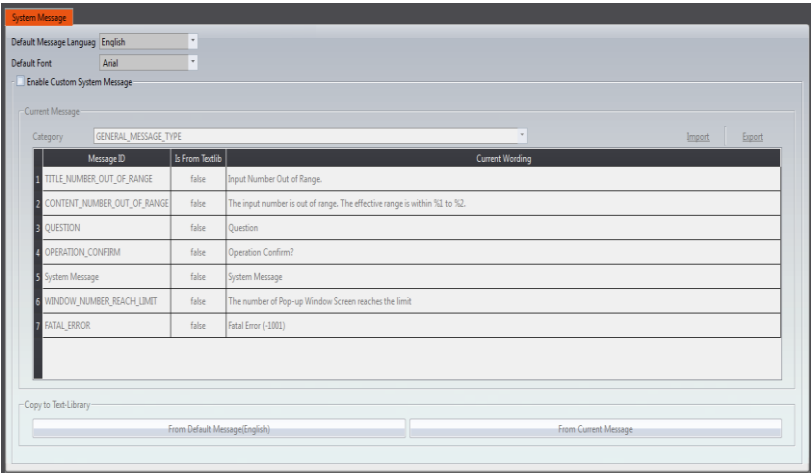 System Message
Default Message Languag English
Default Font Arial
Enable Custom System Message
Current Message
Category GENERAL_MESSAGE_TYPE Import Export
Message ID Is From Textlib Current Wording
1 TITLE_NUMBER_OUT_OF_RANGE false Input Number Out of Range.
2 CONTENT_NUMBER_OUT_OF_RANGE false The input number is out of range. The effective range is within %1 to %2.
3 QUESTION false Question
4 OPERATION_CONFIRM false Operation Confirm?
5 System Message false System Message
6 WINDOW_NUMBER_REACH_LIMIT false The number of Pop-up Window Screen reaches the limit
7 FATAL_ERROR false Fatal Error (-1001)
Copy to Text-Library
From Default Message(English) From Current Message